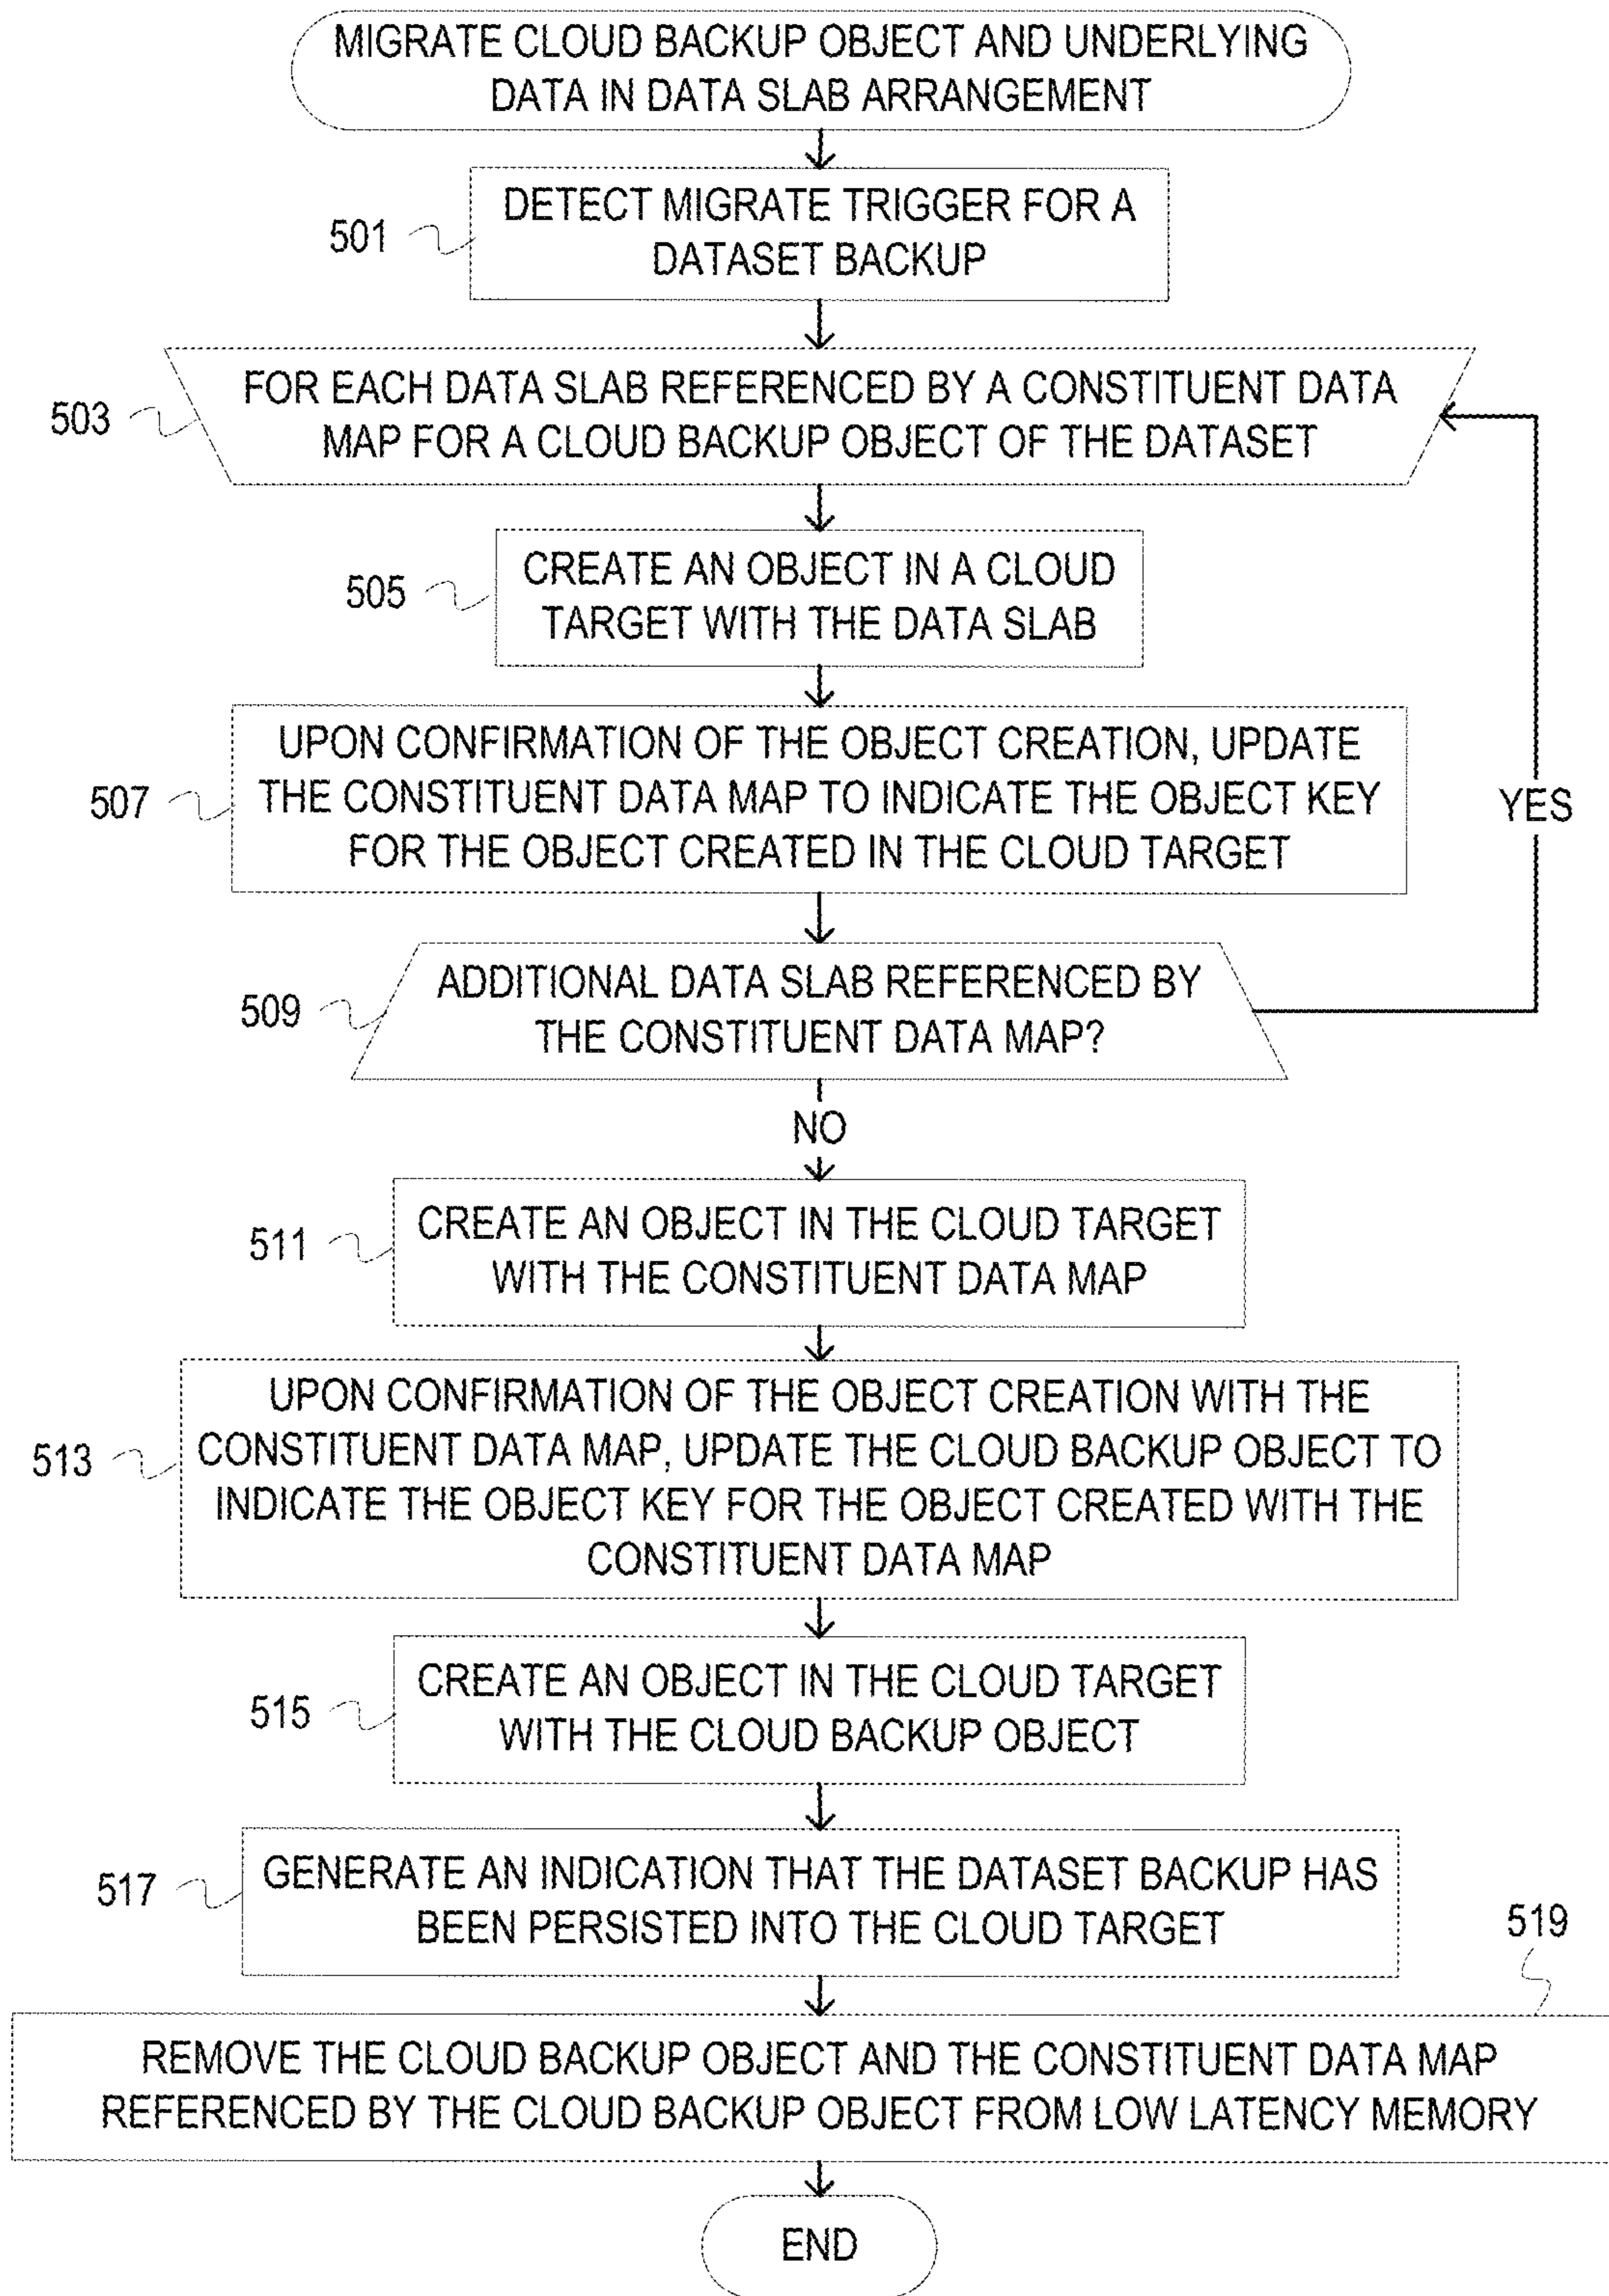 MIGRATE CLOUD BACKUP OBJECT AND UNDERLYING
DATA IN DATA SLAB ARRANGEMENT
501
DETECT MIGRATE TRIGGER FOR A
DATASET BACKUP
503
FOR EACH DATA SLAB REFERENCED BY A CONSTITUENT DATA
MAP FOR A CLOUD BACKUP OBJECT OF THE DATASET
505
CREATE AN OBJECT IN A CLOUD
TARGET WITH THE DATA SLAB
507
UPON CONFIRMATION OF THE OBJECT CREATION, UPDATE
THE CONSTITUENT DATA MAP TO INDICATE THE OBJECT KEY
FOR THE OBJECT CREATED IN THE CLOUD TARGET
YES
509
ADDITIONAL DATA SLAB REFERENCED BY
THE CONSTITUENT DATA MAP?
NO
511
CREATE AN OBJECT IN THE CLOUD TARGET
WITH THE CONSTITUENT DATA MAP
513
UPON CONFIRMATION OF THE OBJECT CREATION WITH THE
CONSTITUENT DATA MAP, UPDATE THE CLOUD BACKUP OBJECT TO
INDICATE THE OBJECT KEY FOR THE OBJECT CREATED WITH THE
CONSTITUENT DATA MAP
515
CREATE AN OBJECT IN THE CLOUD TARGET
WITH THE CLOUD BACKUP OBJECT
517
GENERATE AN INDICATION THAT THE DATASET BACKUP HAS
BEEN PERSISTED INTO THE CLOUD TARGET
519
REMOVE THE CLOUD BACKUP OBJECT AND THE CONSTITUENT DATA MAP
REFERENCED BY THE CLOUD BACKUP OBJECT FROM LOW LATENCY MEMORY
END